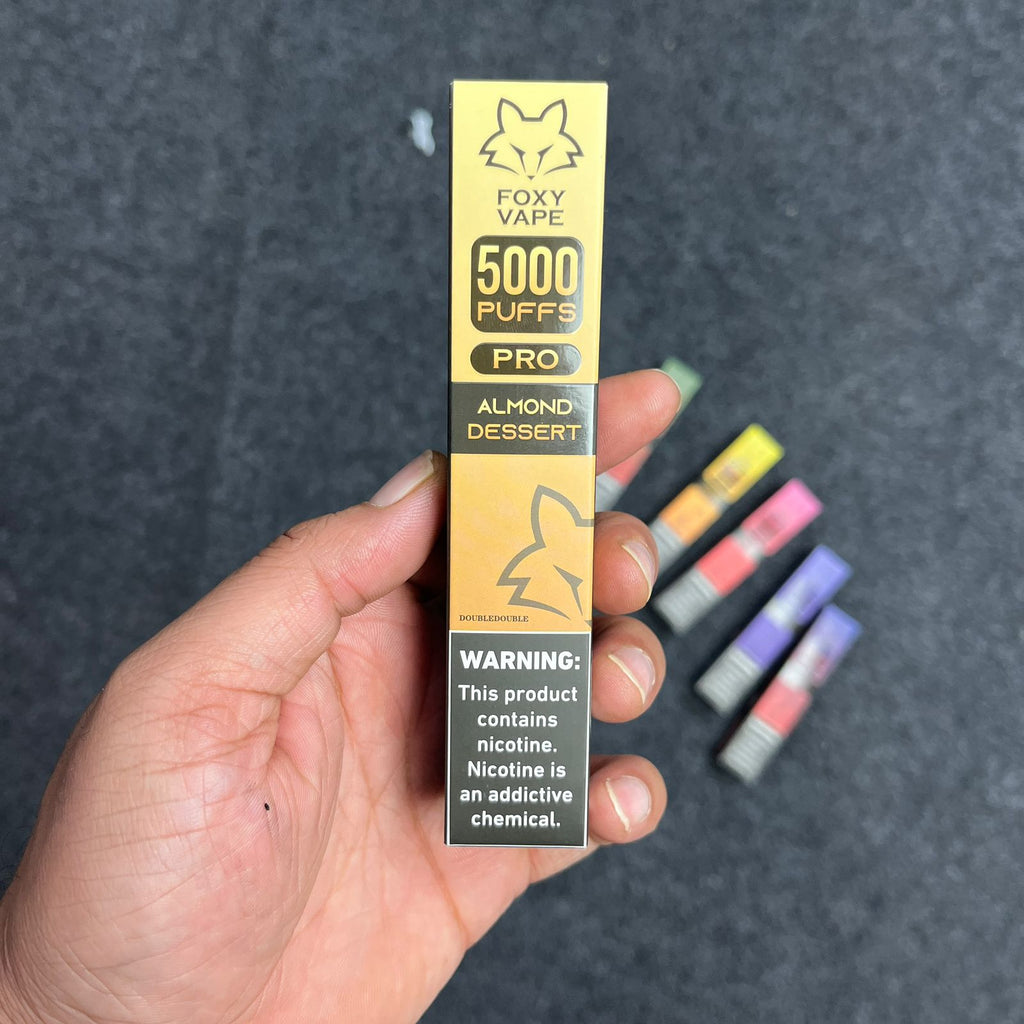 FOXY
VAPE
5000
PUFFS
PRO
ALMOND
DESSERT
DOUBLEDOUBLE
WARNING:
This product
contains
nicotine.
Nicotine is
an addictive
chemical.